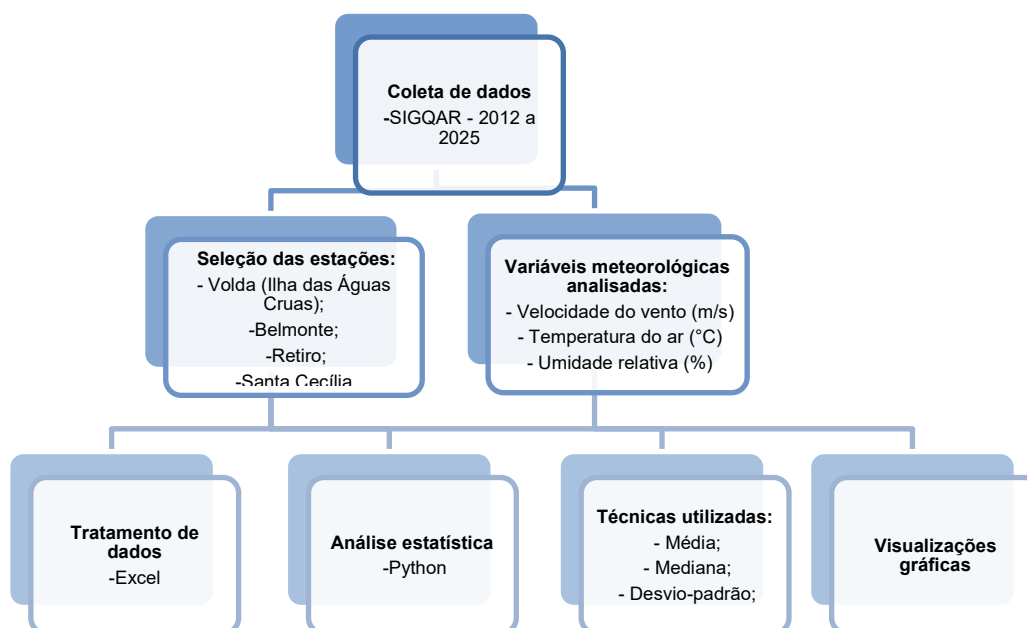 Coleta de dados
-SIGQAR - 2012 a
2025
Seleção das estações:
- Volda (Ilha das Águas
Cruas);
-Belmonte;
-Retiro;
-Santa Cecília
Variáveis meteorológicas
analisadas:
- Velocidade do vento (m/s)
- Temperatura do ar (°C)
- Umidade relativa (%)
Tratamento de
dados
-Excel
Análise estatística
-Python
Técnicas utilizadas:
- Média;
- Mediana;
- Desvio-padrão;
Visualizações
gráficas